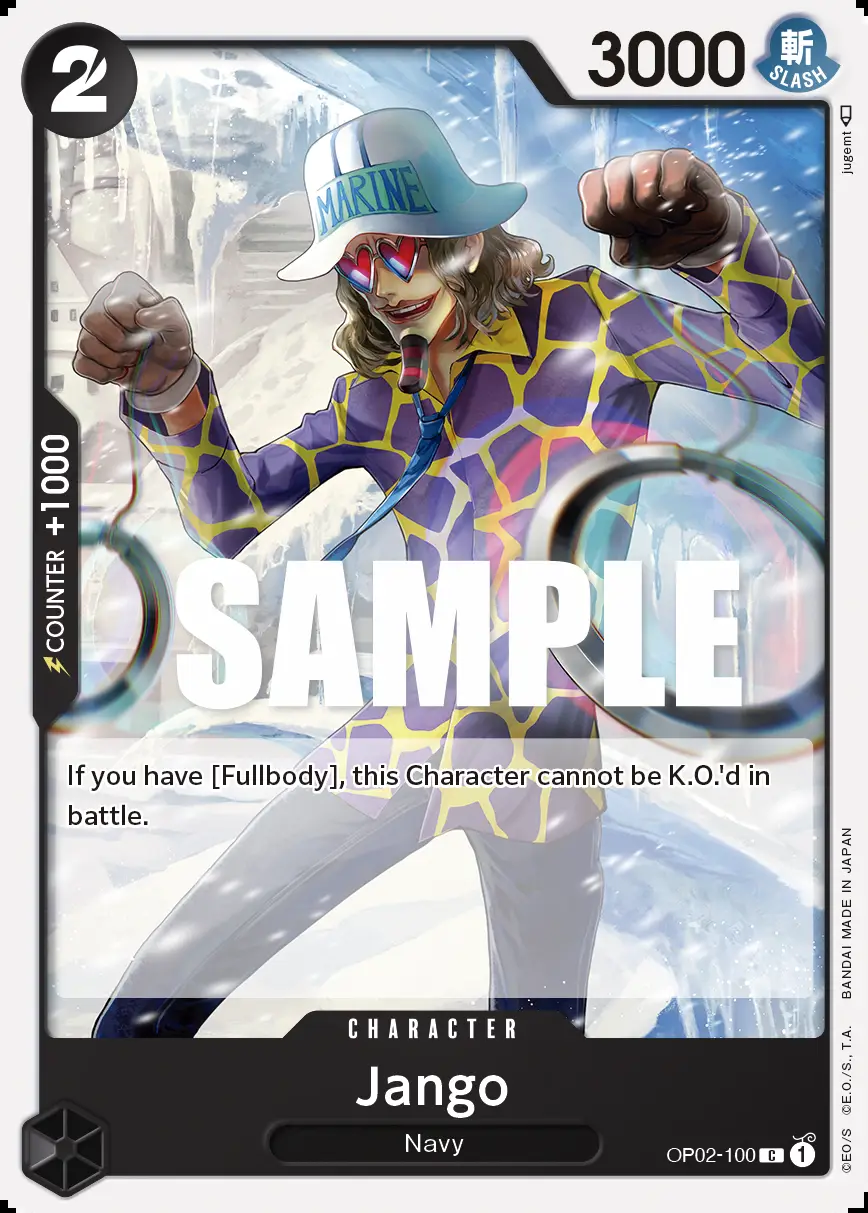 2
3000
斬
SLASH
jugemt
MARINE
COUNTER +1000
SAMPLE
If you have [Fullbody], this Character cannot be K.O.'d in
battle.
CHARACTER
Jango
Navy
OP02-100 C 1
©EO/S ©E.O./S., T.A. BANDAI MADE IN JAPAN